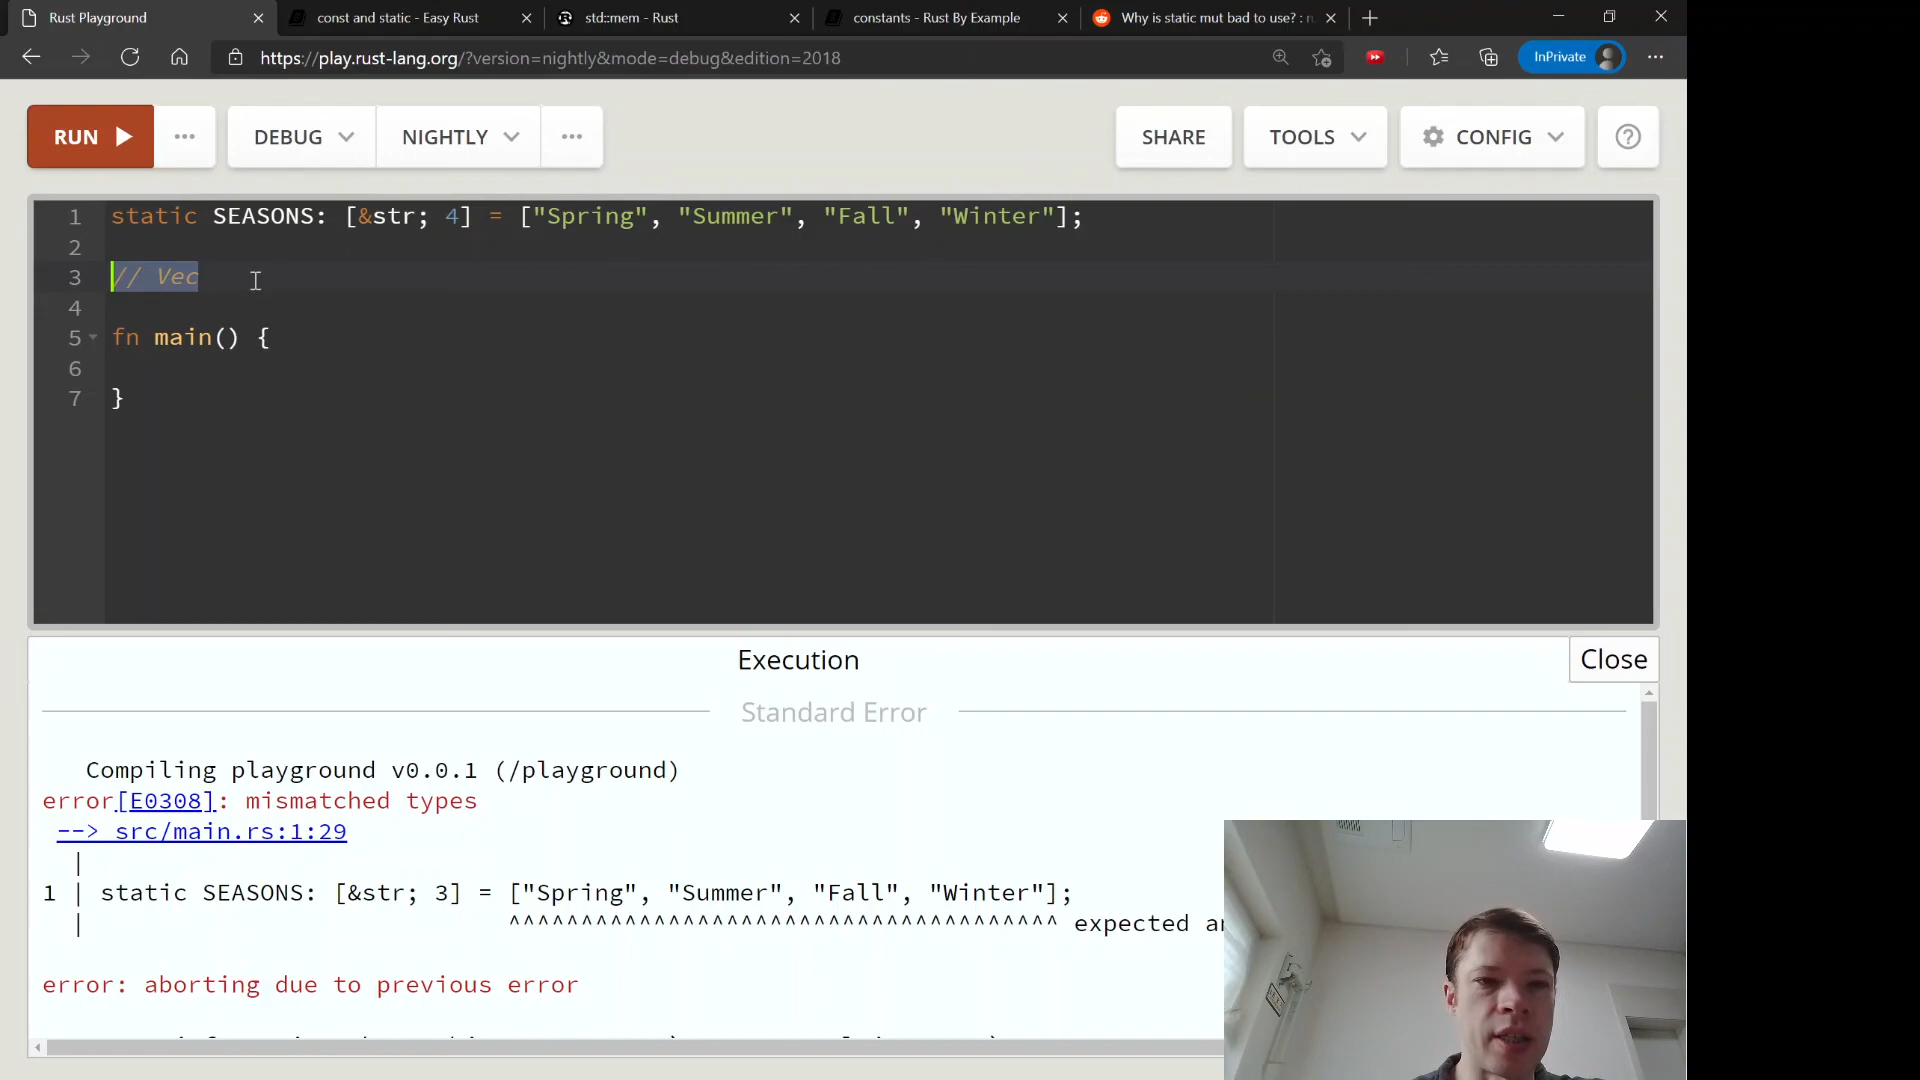 Rust Playground
const and static - Easy Rust
std::mem - Rust
constants - Rust By Example
Why is static mut bad to use? : r
https://play.rust-lang.org/?version=nightly&mode=debug&edition=2018
InPrivate
RUN
DEBUG
NIGHTLY
SHARE
TOOLS
CONFIG
1 static SEASONS: [&str; 4] = ["Spring", "Summer", "Fall", "Winter"];
2
3 // Vec
4
5 fn main() {
6
7 }
Execution
Close
Standard Error
Compiling playground v0.0.1 (/playground)
error[E0308]: mismatched types
--> src/main.rs:1:29
|
1 | static SEASONS: [&str; 3] = ["Spring", "Summer", "Fall", "Winter"];
| ^^^^^^^^^^^^^^^^^^^^^^^^^^^^^^^^^^^^^^ expected
error: aborting due to previous error